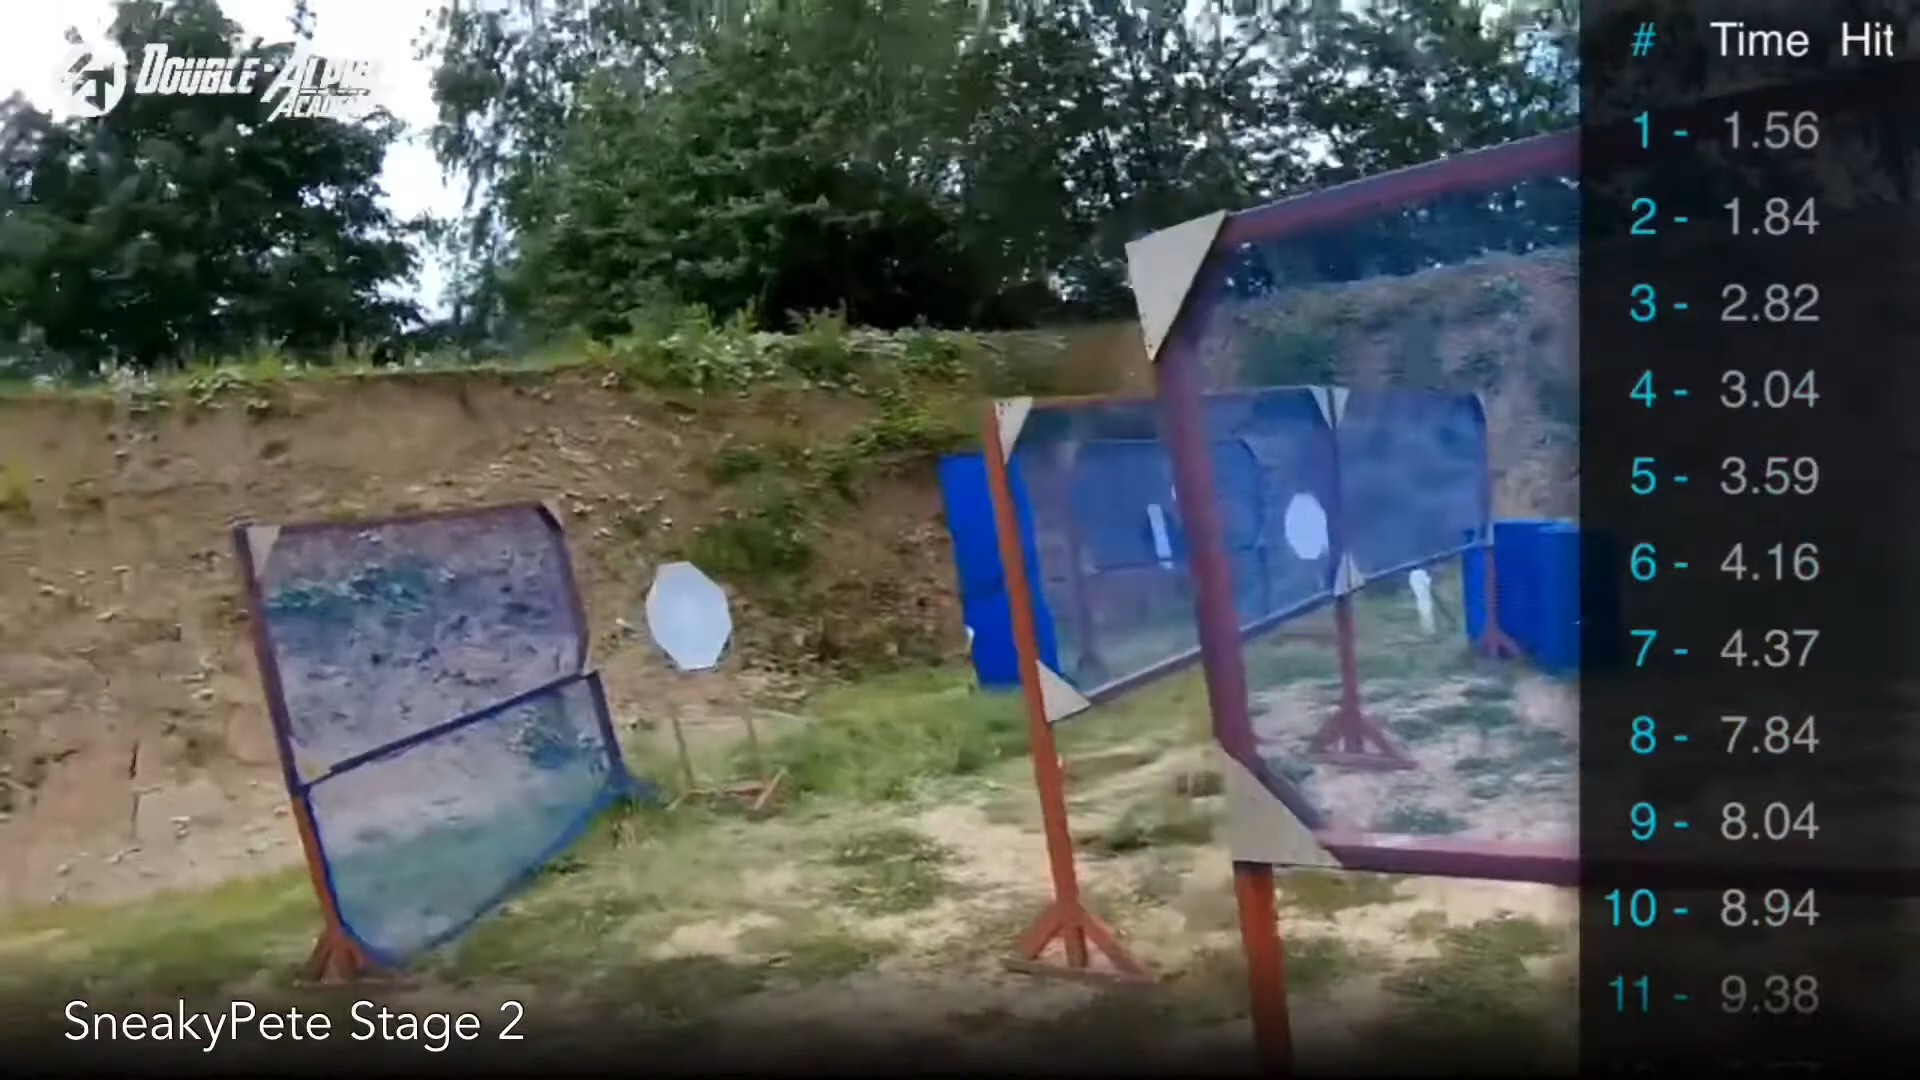 DOUBLE-ALPHA
ACADEMY
# Time Hit
1 - 1.56
2 - 1.84
3 - 2.82
4 - 3.04
5 - 3.59
6 - 4.16
7 - 4.37
8 - 7.84
9 - 8.04
10 - 8.94
11 - 9.38
SneakyPete Stage 2